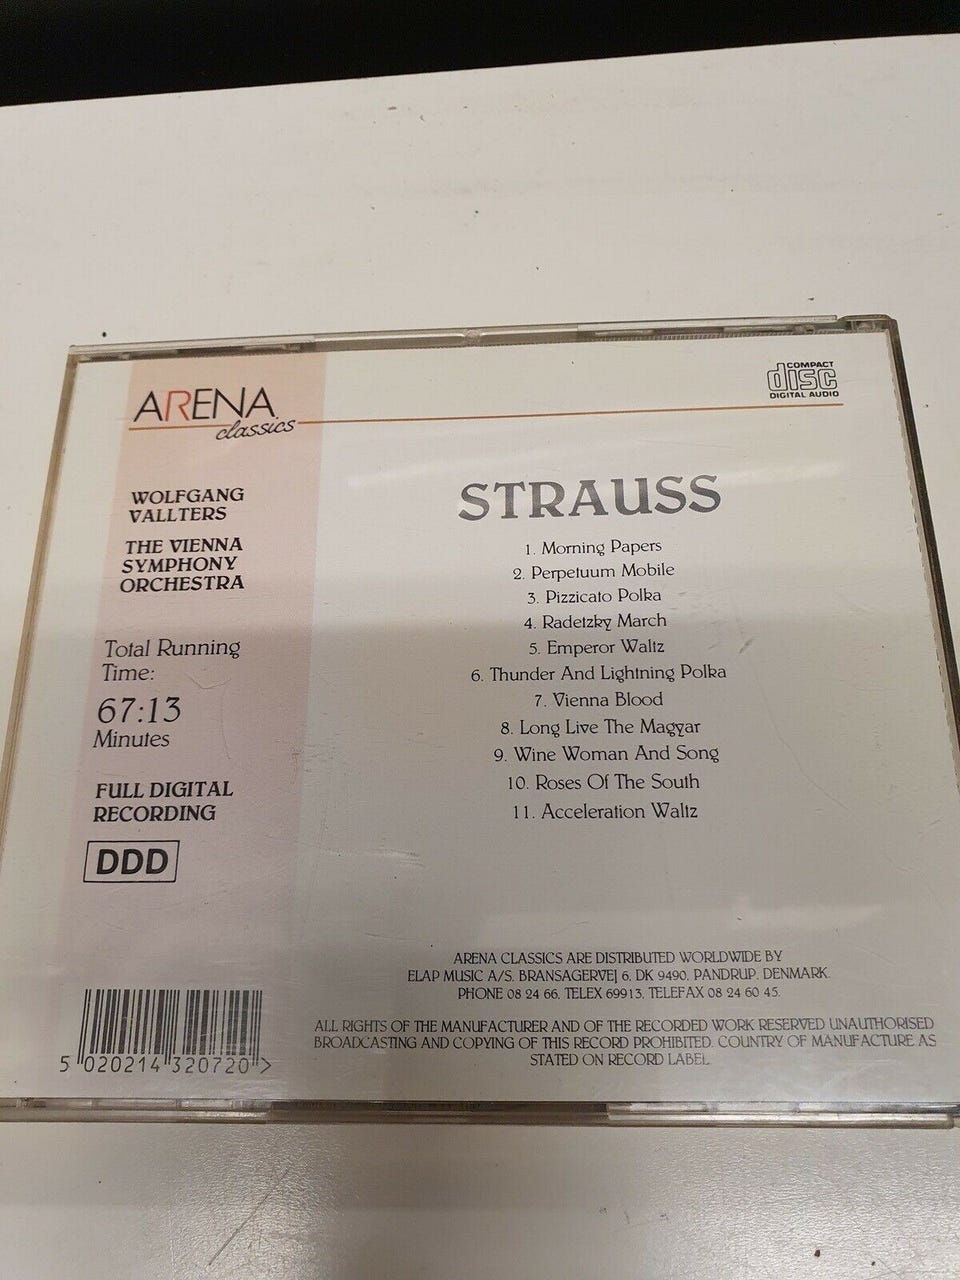 ARENA
classics
COMPACT
disc
DIGITAL AUDIO
WOLFGANG
VALLTERS
THE VIENNA
SYMPHONY
ORCHESTRA
Total Running
Time:
67:13
Minutes
FULL DIGITAL
RECORDING
DDD
STRAUSS
1. Morning Papers
2. Perpetuum Mobile
3. Pizzicato Polka
4. Radetzky March
5. Emperor Waltz
6. Thunder And Lightning Polka
7. Vienna Blood
8. Long Live The Magyar
9. Wine Woman And Song
10. Roses Of The South
11. Acceleration Waltz
ARENA CLASSICS ARE DISTRIBUTED WORLDWIDE BY
ELAP MUSIC A/S. BRANSAGERVEJ 6. DK 9490. PANDRUP. DENMARK.
PHONE 08 24 66. TELEX 69913. TELEFAX 08 24 60 45.
ALL RIGHTS OF THE MANUFACTURER AND OF THE RECORDED WORK RESERVED UNAUTHORISED
BROADCASTING AND COPYING OF THIS RECORD PROHIBITED. COUNTRY OF MANUFACTURE AS
STATED ON RECORD LABEL.
5 020214 320720 >